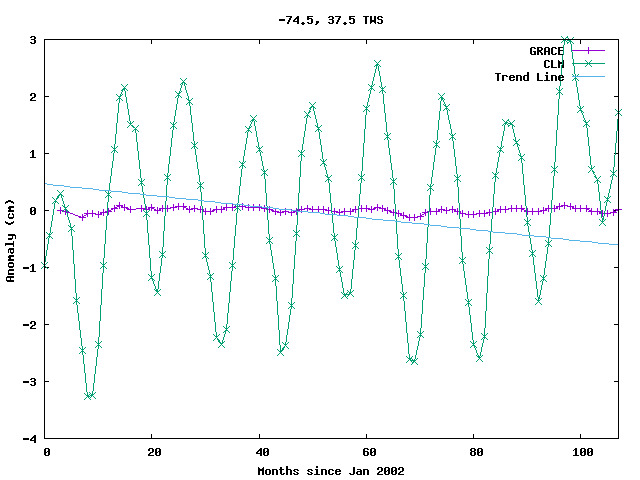 -74.5, 37.5 TWS
GRACE
CLM
Trend Line
3
2
1
0
-1
-2
-3
-4
Anomaly (cm)
0 20 40 60 80 100
Months since Jan 2002